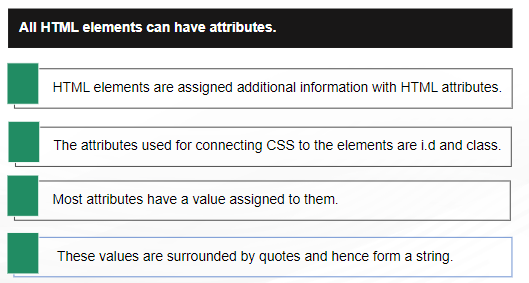 All HTML elements can have attributes.
HTML elements are assigned additional information with HTML attributes.
The attributes used for connecting CSS to the elements are i.d and class.
Most attributes have a value assigned to them.
These values are surrounded by quotes and hence form a string.